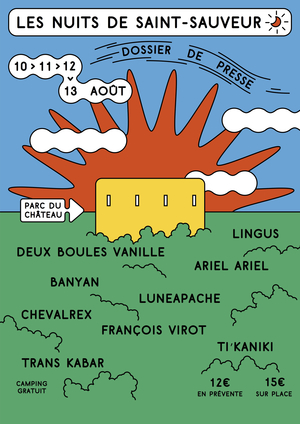 LES NUITS DE SAINT-SAUVEUR
DOSSIER DE PRESSE
10 > 11 > 12
13 AOÛT
PARC DU
CHÂTEAU
LINGUS
DEUX BOULES VANILLE
ARIEL ARIEL
BANYAN
LUNEAPACHE
CHEVALREX
FRANÇOIS VIROT
TI'KANIKI
TRANS KABAR
CAMPING
GRATUIT
12€
EN PRÉVENTE
15€
SUR PLACE